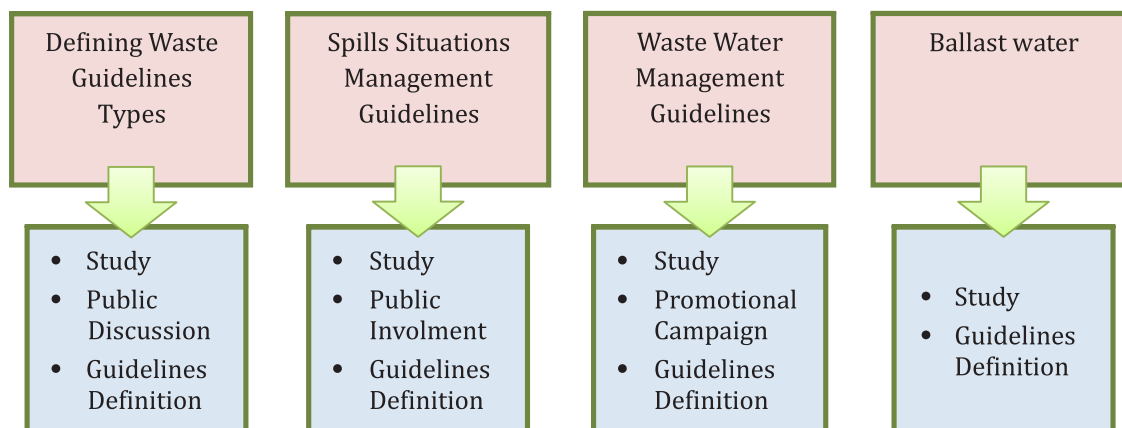 Defining Waste
Guidelines
Types
Spills Situations
Management
Guidelines
Waste Water
Management
Guidelines
Ballast water
• Study
• Public
Discussion
• Guidelines
Definition
• Study
• Public
Involment
• Guidelines
Definition
• Study
• Promotional
Campaign
• Guidelines
Definition
• Study
• Guidelines
Definition